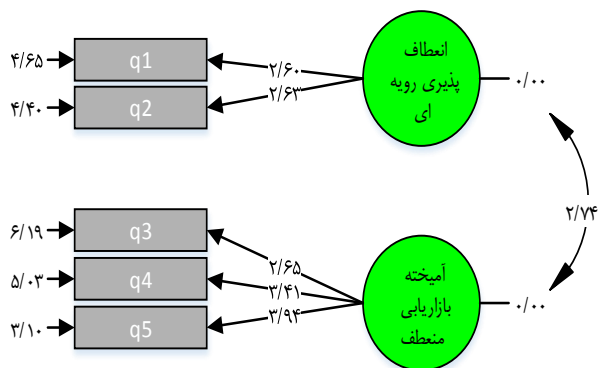 ۴/۶۵
q1
۲/۶۰
انعطاف
پذیری رویه
ای
۰/۰۰
۴/۴۰
q2
۲/۶۳
۲/۷۴
۶/۱۹
q3
۲/۶۵
۵/۰۳
q4
۳/۴۱
آمیخته
بازاریابی
منعطف
۰/۰۰
۳/۱۰
q5
۳/۹۴